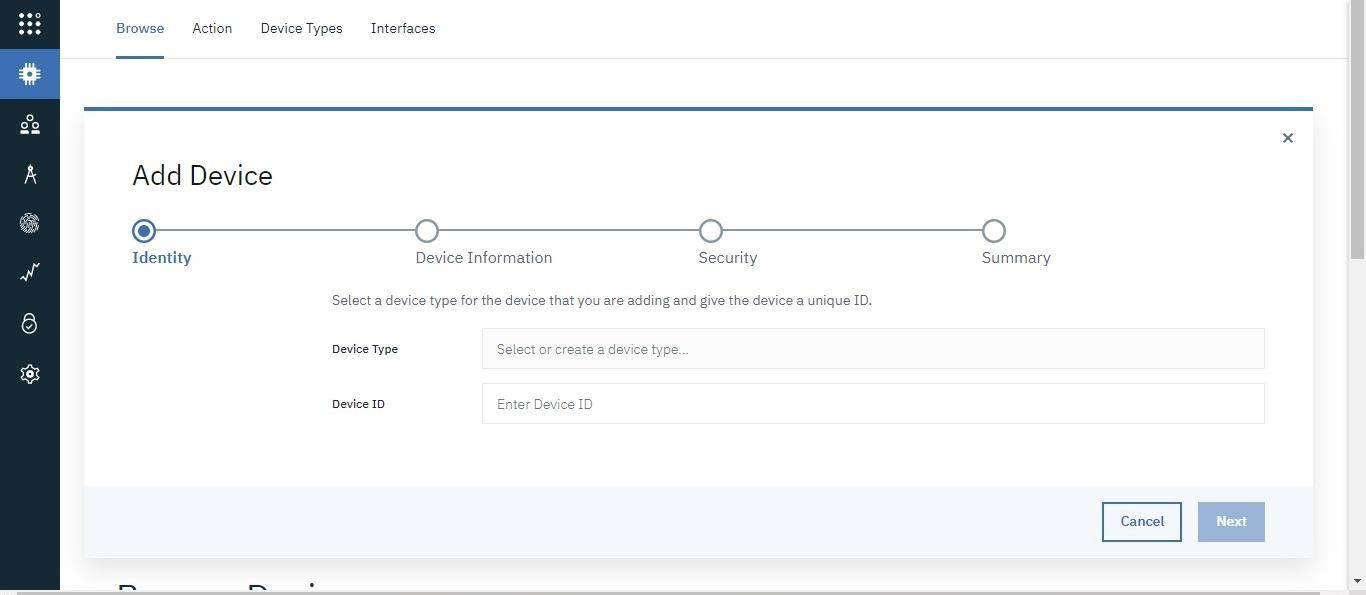 Browse Action Device Types Interfaces
Add Device
Identity Device Information Security Summary
Select a device type for the device that you are adding and give the device a unique ID.
Device Type Select or create a device type...
Device ID Enter Device ID
Cancel Next